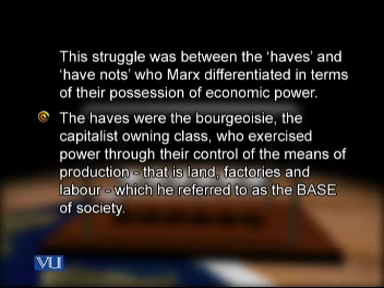 This struggle was between the ‘haves’ and
‘have nots’ who Marx differentiated in terms
of their possession of economic power.
The haves were the bourgeoisie, the
capitalist owning class, who exercised
power through their control of the means of
production - that is land, factories and
labour - which he referred to as the BASE
of society.
VU